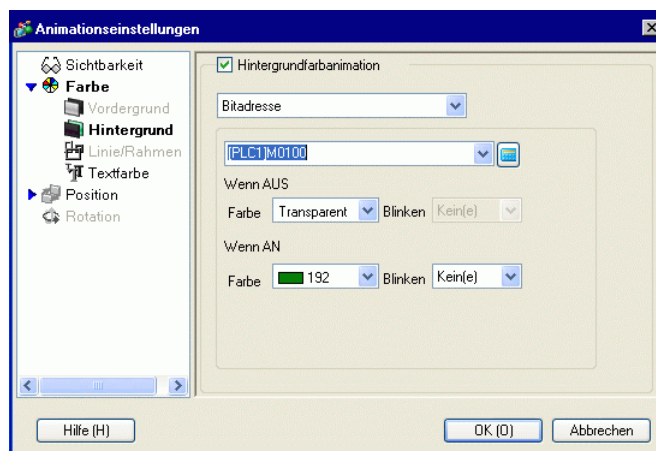 Animationseinstellungen
Sichtbarkeit
Farbe
Vordergrund
Hintergrund
Linie/Rahmen
Textfarbe
Position
Rotation
Hintergrundfarbanimation
Bitadresse
[PLC1]M0100
Wenn AUS
Farbe Transparent Blinken Kein(e)
Wenn AN
Farbe 192 Blinken Kein(e)
Hilfe (H) OK (O) Abbrechen